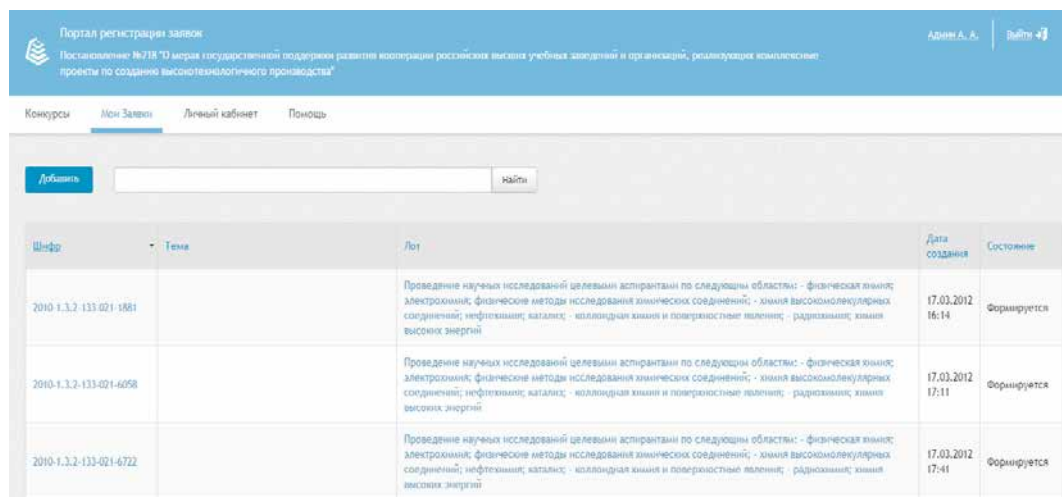 Портал регистрации заявок
Постановление №218 "О мерах государственной поддержки развития кооперации российских высших учебных заведений и организаций, реализующих комплексные
проекты по созданию высокотехнологичного производства"
Админ А. А.
Выйти
Конкурсы
Мои Заявки
Личный кабинет
Помощь
Добавить
Найти
Шифр
Тема
Лот
Дата
создания
Состояние
2010-1.3.2-133-021-1881
Проведение научных исследований целевыми аспирантами по следующим областям: - физическая химия;
электрохимия; физические методы исследования химических соединений; - химия высокомолекулярных
соединений; нефтехимия; катализ; - коллоидная химия и поверхностные явления; - радиохимия; химия
высоких энергий
17.03.2012
16:14
Формируется
2010-1.3.2-133-021-6058
Проведение научных исследований целевыми аспирантами по следующим областям: - физическая химия;
электрохимия; физические методы исследования химических соединений; - химия высокомолекулярных
соединений; нефтехимия; катализ; - коллоидная химия и поверхностные явления; - радиохимия; химия
высоких энергий
17.03.2012
17:11
Формируется
2010-1.3.2-133-021-6722
Проведение научных исследований целевыми аспирантами по следующим областям: - физическая химия;
электрохимия; физические методы исследования химических соединений; - химия высокомолекулярных
соединений; нефтехимия; катализ; - коллоидная химия и поверхностные явления; - радиохимия; химия
высоких энергий
17.03.2012
17:41
Формируется